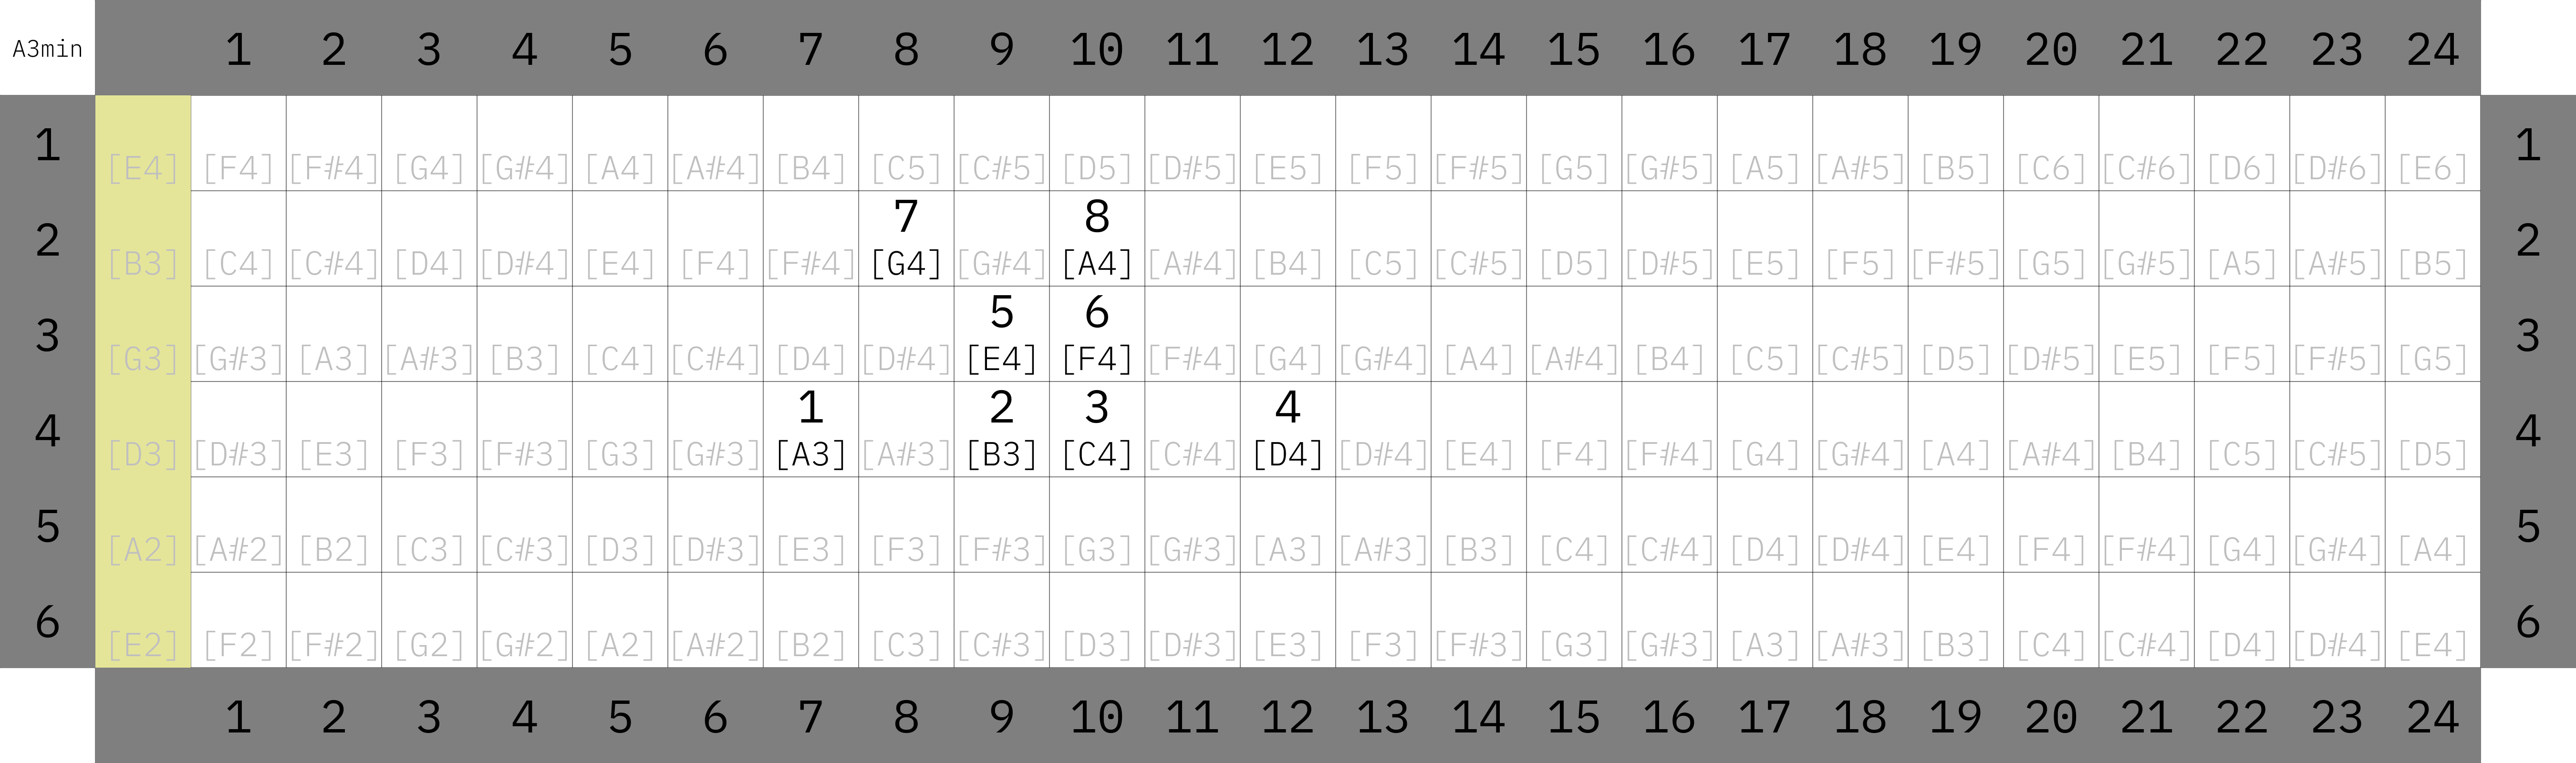 A3min 1 2 3 4 5 6 7 8 9 10 11 12 13 14 15 16 17 18 19 20 21 22 23 24
1 [E4] [F4] [F#4] [G4] [G#4] [A4] [A#4] [B4] [C5] [C#5] [D5] [D#5] [E5] [F5] [F#5] [G5] [G#5] [A5] [A#5] [B5] [C6] [C#6] [D6] [D#6] [E6] 1
7 8
2 [B3] [C4] [C#4] [D4] [D#4] [E4] [F4] [F#4] [G4] [G#4] [A4] [A#4] [B4] [C5] [C#5] [D5] [D#5] [E5] [F5] [F#5] [G5] [G#5] [A5] [A#5] [B5] 2
5 6
3 [G3] [G#3] [A3] [A#3] [B3] [C4] [C#4] [D4] [D#4] [E4] [F4] [F#4] [G4] [G#4] [A4] [A#4] [B4] [C5] [C#5] [D5] [D#5] [E5] [F5] [F#5] [G5] 3
1 2 3 4
4 [D3] [D#3] [E3] [F3] [F#3] [G3] [G#3] [A3] [A#3] [B3] [C4] [C#4] [D4] [D#4] [E4] [F4] [F#4] [G4] [G#4] [A4] [A#4] [B4] [C5] [C#5] [D5] 4
5 [A2] [A#2] [B2] [C3] [C#3] [D3] [D#3] [E3] [F3] [F#3] [G3] [G#3] [A3] [A#3] [B3] [C4] [C#4] [D4] [D#4] [E4] [F4] [F#4] [G4] [G#4] [A4] 5
6 [E2] [F2] [F#2] [G2] [G#2] [A2] [A#2] [B2] [C3] [C#3] [D3] [D#3] [E3] [F3] [F#3] [G3] [G#3] [A3] [A#3] [B3] [C4] [C#4] [D4] [D#4] [E4] 6
1 2 3 4 5 6 7 8 9 10 11 12 13 14 15 16 17 18 19 20 21 22 23 24